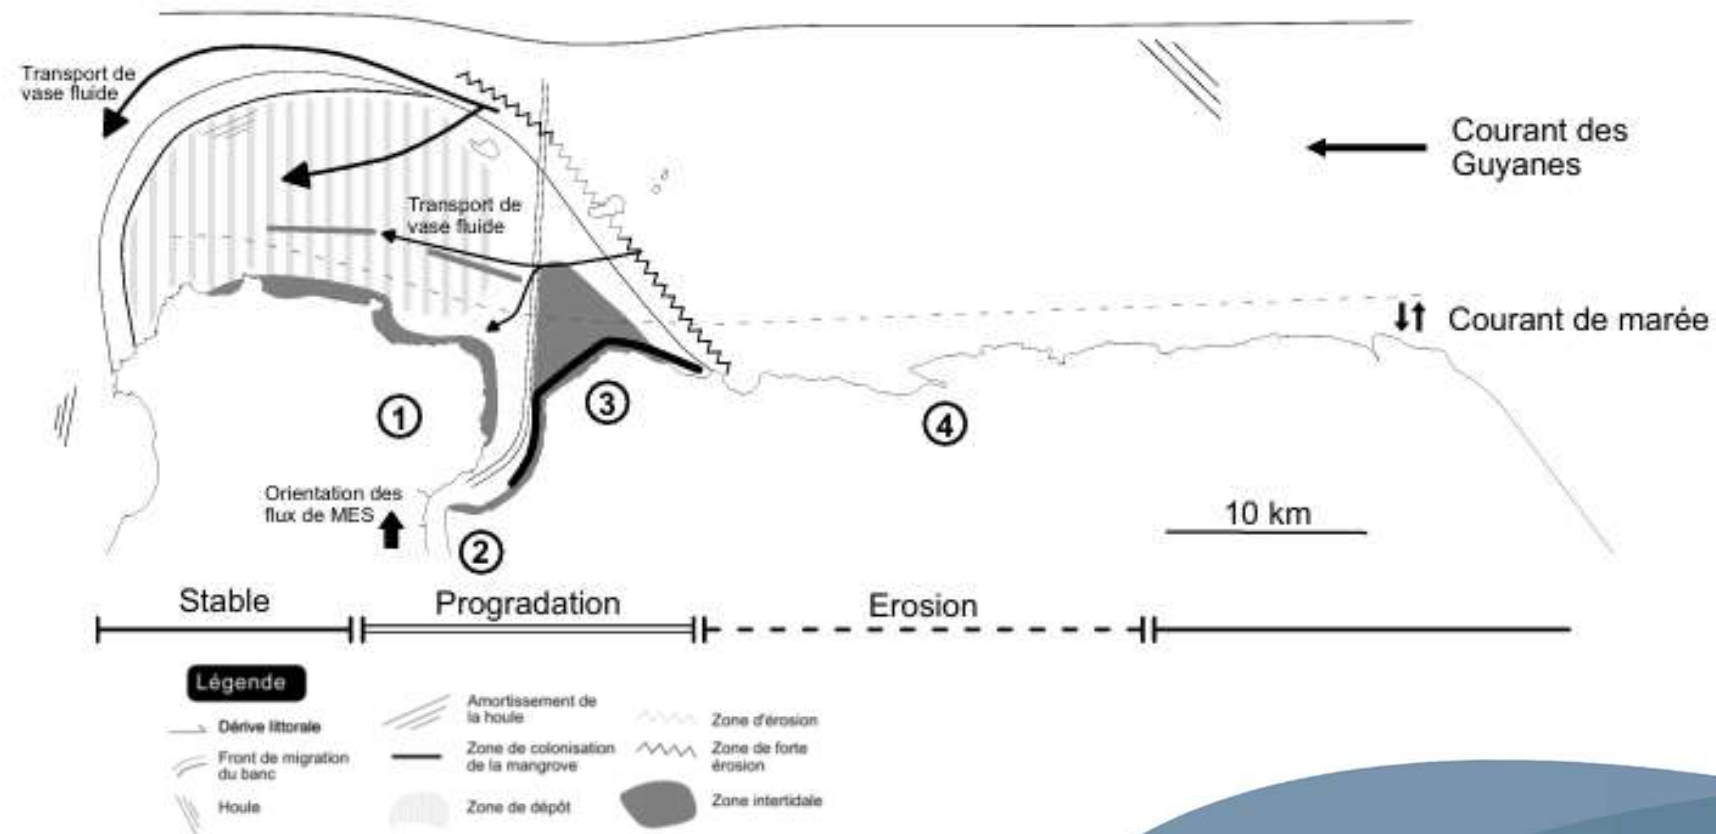 Transport de
vase fluide
Courant des
Guyanes
Transport de
vase fluide
Courant de marée
①
③
④
Orientation des
flux de MES
②
10 km
Stable
Progradation
Erosion
Légende
Dérive littorale
Front de migration
du banc
Houle
Amortissement de
la houle
Zone de colonisation
de la mangrove
Zone de dépôt
Zone d'érosion
Zone de forte
érosion
Zone intertidale